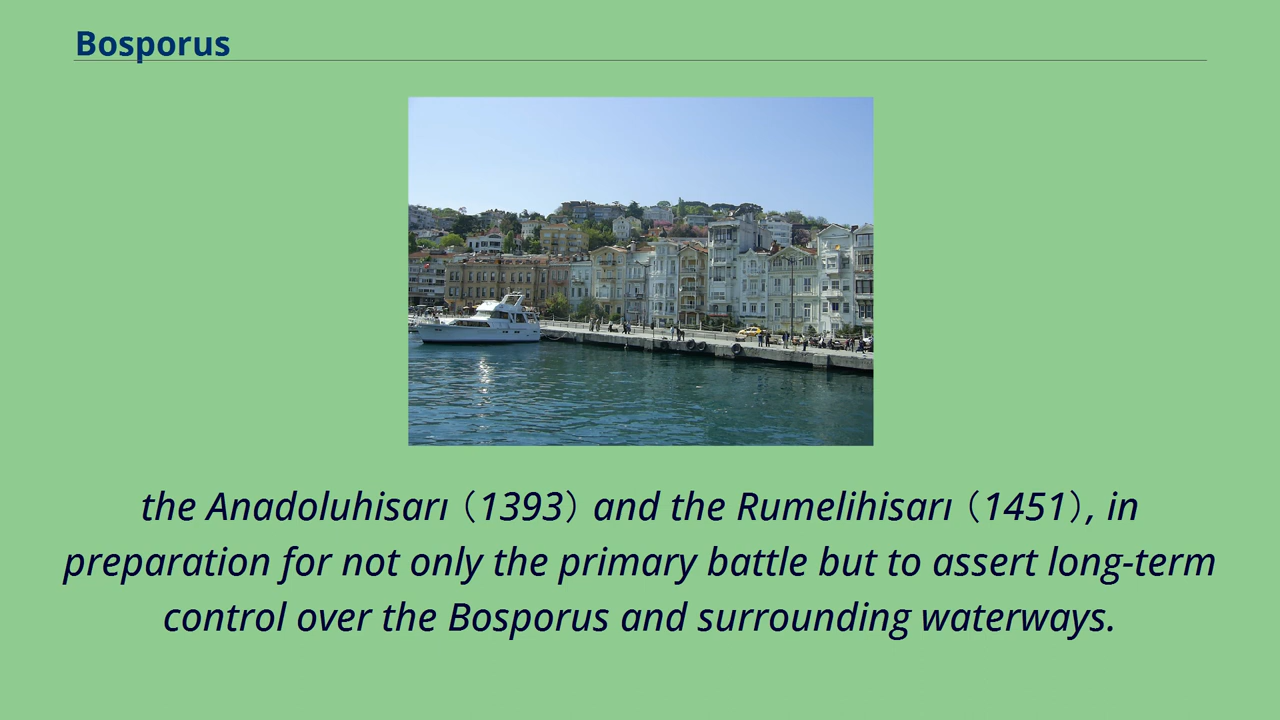 Bosporus
the Anadoluhisarı（1393）and the Rumelihisarı（1451）, in
preparation for not only the primary battle but to assert long-term
control over the Bosporus and surrounding waterways.